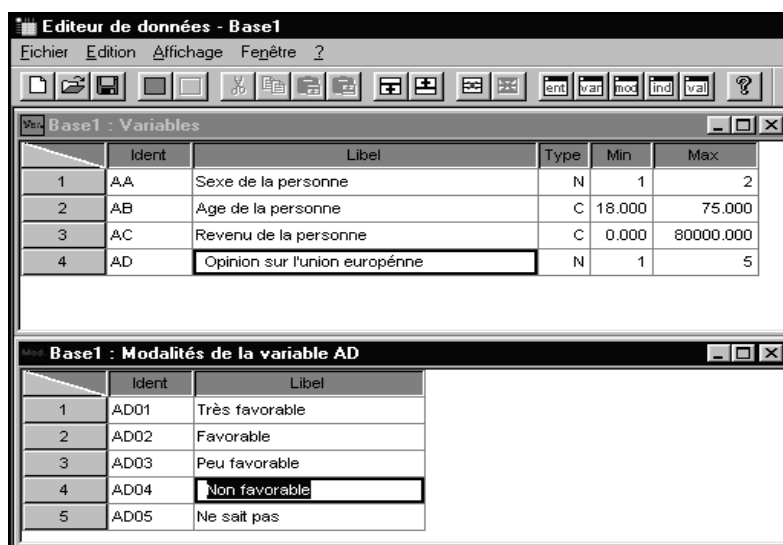 Editeur de données - Base1
Fichier Edition Affichage Fenêtre ?
ent var mod ind val ?
Var. Base1 : Variables
Ident Libel Type Min Max
1 AA Sexe de la personne N 1 2
2 AB Age de la personne C 18.000 75.000
3 AC Revenu de la personne C 0.000 80000.000
4 AD Opinion sur l'union europénne N 1 5
Mod. Base1 : Modalités de la variable AD
Ident Libel
1 AD01 Très favorable
2 AD02 Favorable
3 AD03 Peu favorable
4 AD04 Non favorable
5 AD05 Ne sait pas